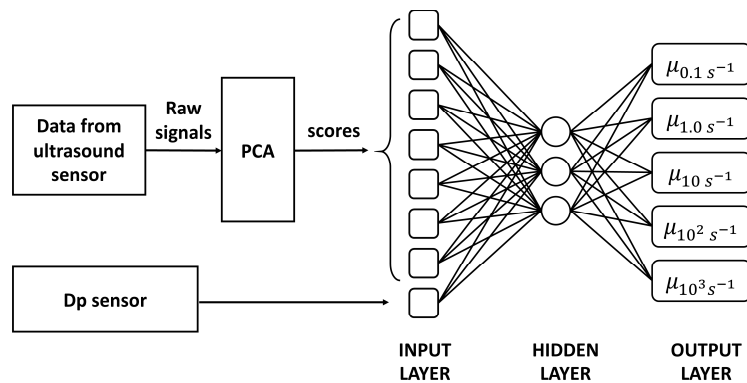 Data from
ultrasound
sensor
Raw
signals
PCA
scores
Dp sensor
INPUT
LAYER
HIDDEN
LAYER
OUTPUT
LAYER
μ0.1 s⁻¹
μ1.0 s⁻¹
μ10 s⁻¹
μ10² s⁻¹
μ10³ s⁻¹